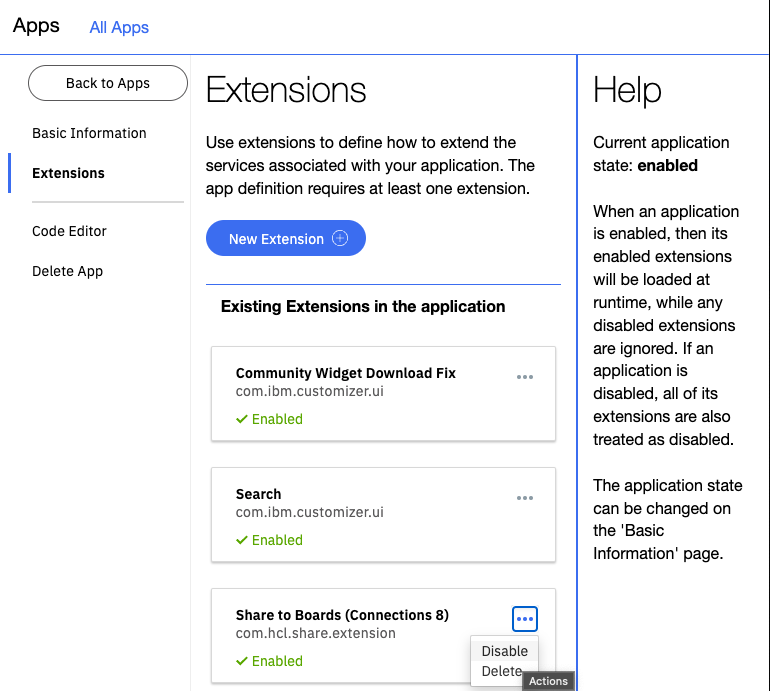 Apps
All Apps
Back to Apps
Basic Information
Extensions
Code Editor
Delete App
Extensions
Use extensions to define how to extend the
services associated with your application. The
app definition requires at least one extension.
New Extension
Existing Extensions in the application
Community Widget Download Fix
com.ibm.customizer.ui
Enabled
Search
com.ibm.customizer.ui
Enabled
Share to Boards (Connections 8)
com.hcl.share.extension
Enabled
Disable
Delete
Actions
Help
Current application
state: enabled
When an application
is enabled, then its
enabled extensions
will be loaded at
runtime, while any
disabled extensions
are ignored. If an
application is
disabled, all of its
extensions are also
treated as disabled.
The application state
can be changed on
the 'Basic
Information' page.